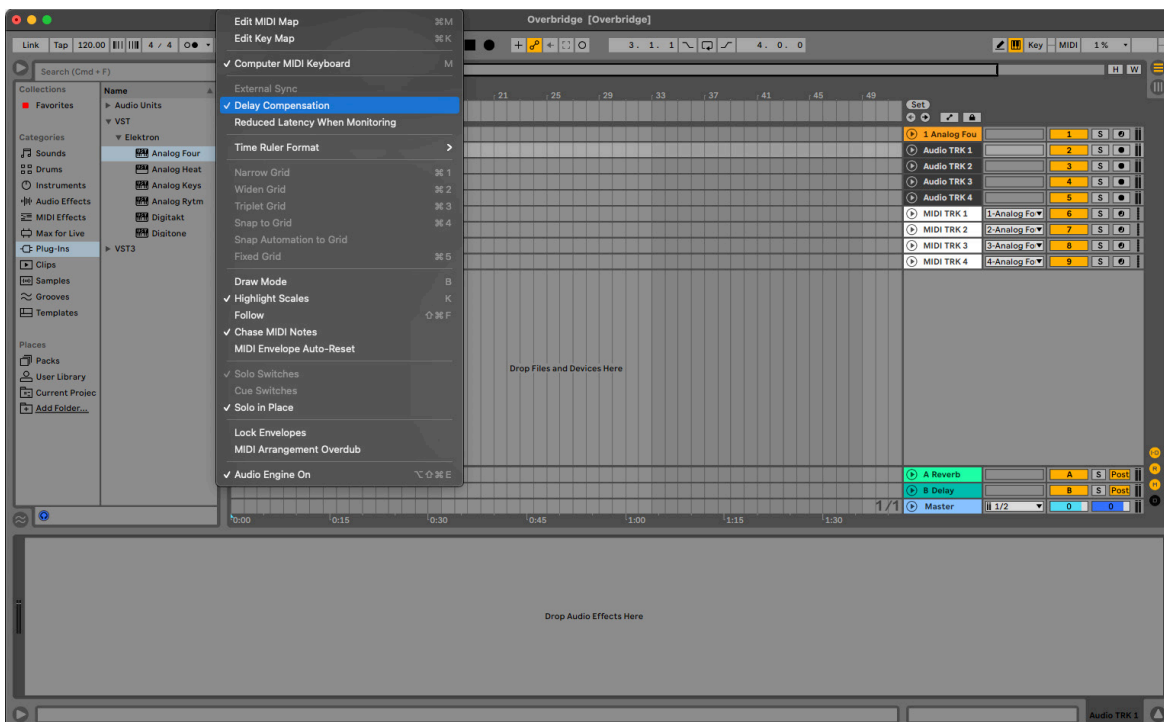 Overbridge [Overbridge]
Link Tap 120.00 4 / 4
3. 1. 1 4. 0. 0
Key MIDI 1%
Search (Cmd + F)
H W
Collections
Favorites
Categories
Sounds
Drums
Instruments
Audio Effects
MIDI Effects
Max for Live
Plug-Ins
Clips
Samples
Grooves
Templates
Places
Packs
User Library
Current Projec
Add Folder...
Name
Audio Units
VST
Elektron
Analog Four
Analog Heat
Analog Keys
Analog Rytm
Digitakt
Digitone
VST3
Edit MIDI Map ⌘M
Edit Key Map ⌘K
✓ Computer MIDI Keyboard M
External Sync
✓ Delay Compensation
Reduced Latency When Monitoring
Time Ruler Format >
Narrow Grid ⌘1
Widen Grid ⌘2
Triplet Grid ⌘3
Snap to Grid ⌘4
Snap Automation to Grid
Fixed Grid ⌘5
Draw Mode B
✓ Highlight Scales K
Follow ⇧⌘F
✓ Chase MIDI Notes
MIDI Envelope Auto-Reset
✓ Solo Switches
Cue Switches
✓ Solo in Place
Lock Envelopes
MIDI Arrangement Overdub
✓ Audio Engine On ⌥⇧⌘E
21 25 29 33 37 41 45 49
Set
1 Analog Fou 1 S
Audio TRK 1 2 S
Audio TRK 2 3 S
Audio TRK 3 4 S
Audio TRK 4 5 S
MIDI TRK 1 1-Analog Fo 6 S
MIDI TRK 2 2-Analog Fo 7 S
MIDI TRK 3 3-Analog Fo 8 S
MIDI TRK 4 4-Analog Fo 9 S
Drop Files and Devices Here
A Reverb A S Post
B Delay B S Post
1/1 Master 1/2 0 0
0:00 0:15 0:30 0:45 1:00 1:15 1:30
Drop Audio Effects Here
Audio TRK 1